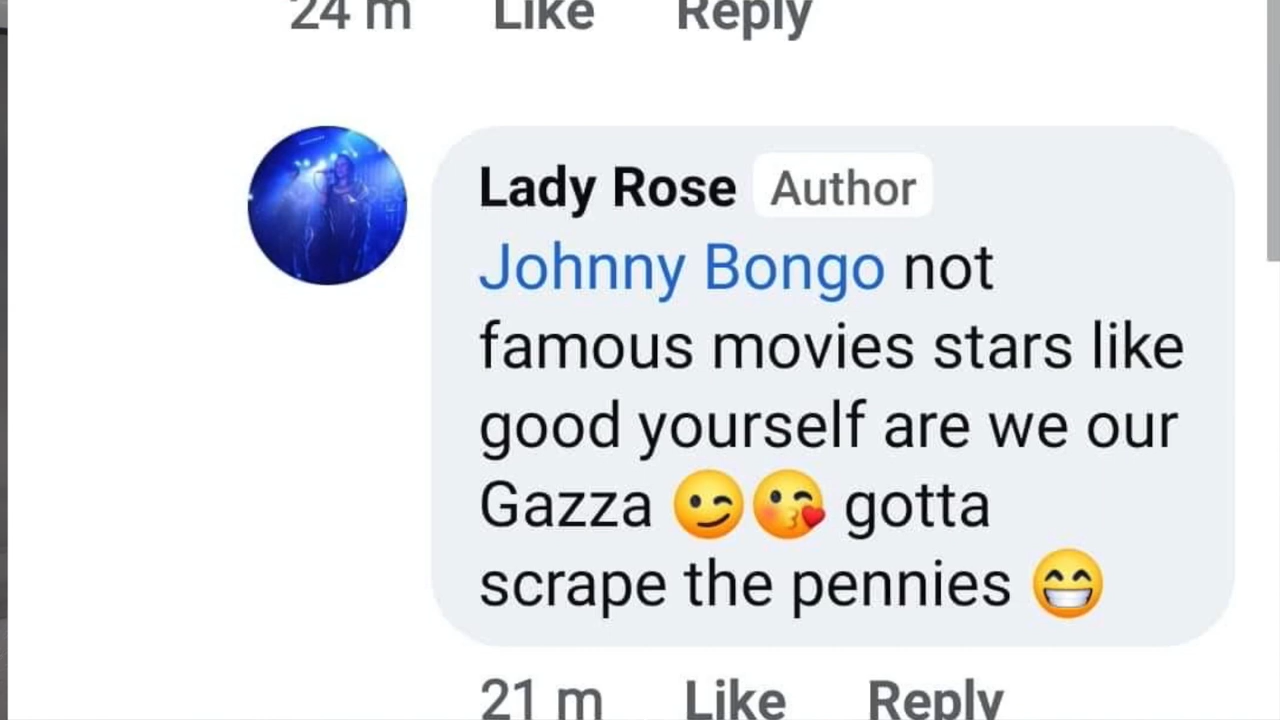 24 m Like Reply
Lady Rose Author
Johnny Bongo not
famous movies stars like
good yourself are we our
Gazza 😉😘 gotta
scrape the pennies 😁
21 m Like Reply